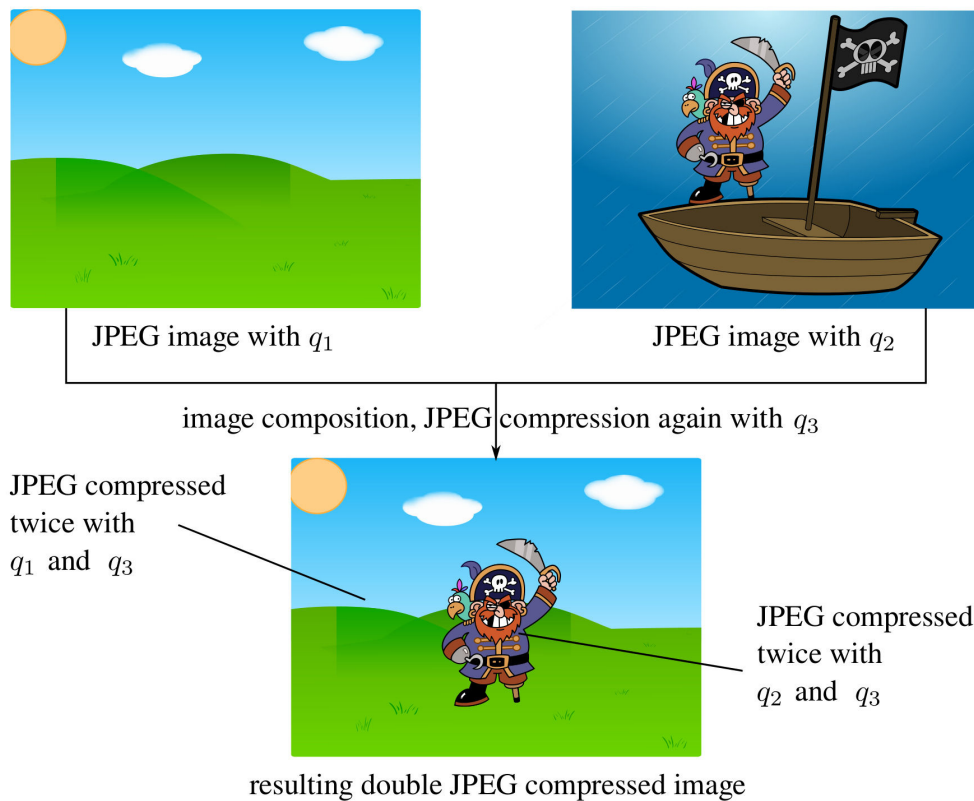 JPEG image with q₁
JPEG image with q₂
image composition, JPEG compression again with q₃
JPEG compressed
twice with
q₁ and q₃
JPEG compressed
twice with
q₂ and q₃
resulting double JPEG compressed image